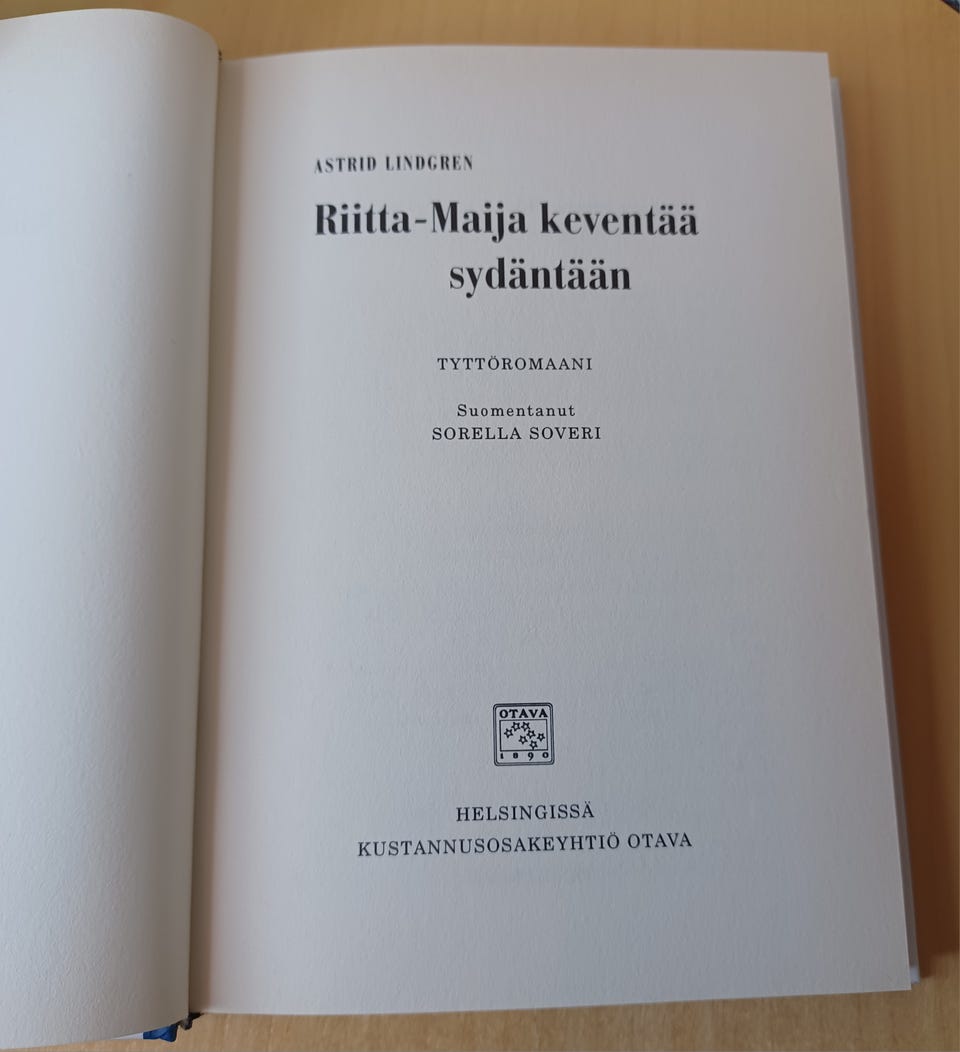 ASTRID LINDGREN
Riitta-Maija keventää
sydäntään
TYTTÖROMAANI
Suomentanut
SORELLA SOVERI
OTAVA
1890
HELSINGISSÄ
KUSTANNUSOSAKEYHTIÖ OTAVA